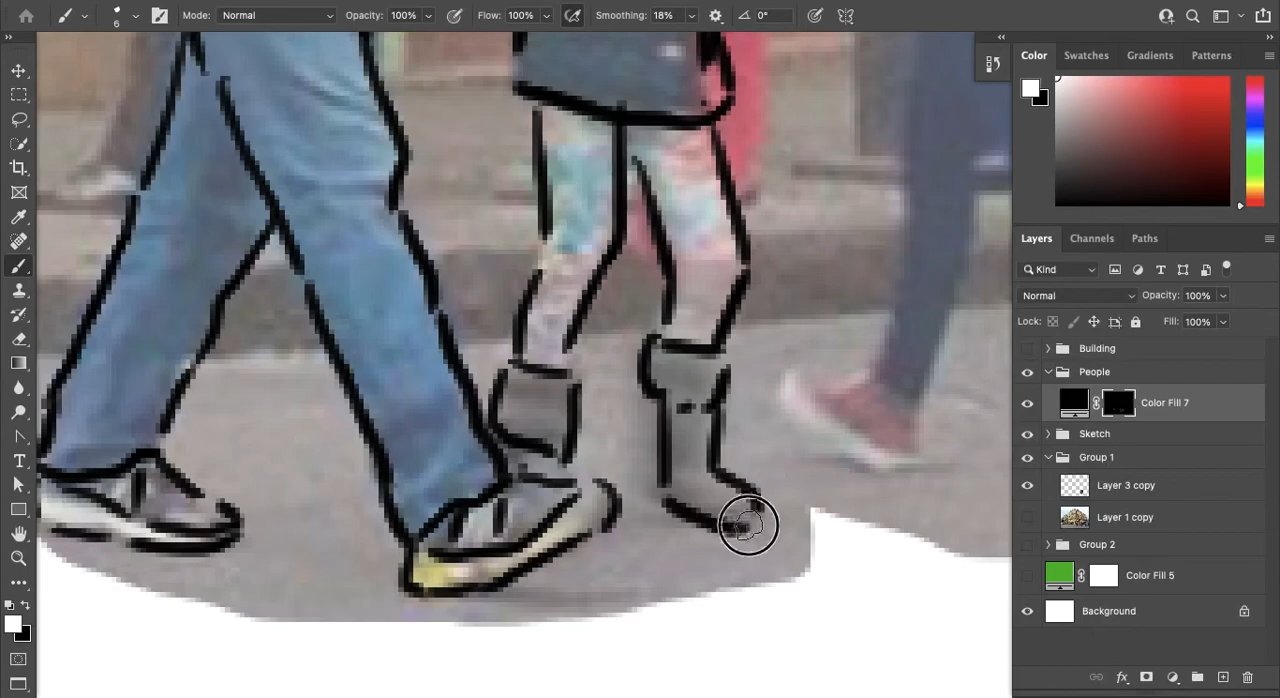 6 Mode: Normal Opacity: 100% Flow: 100% Smoothing: 18% 0°
Color Swatches Gradients Patterns
Layers Channels Paths
Kind
Normal Opacity: 100%
Lock: Fill: 100%
Building
People
Color Fill 7
Sketch
Group 1
Layer 3 copy
Layer 1 copy
Group 2
Color Fill 5
Background